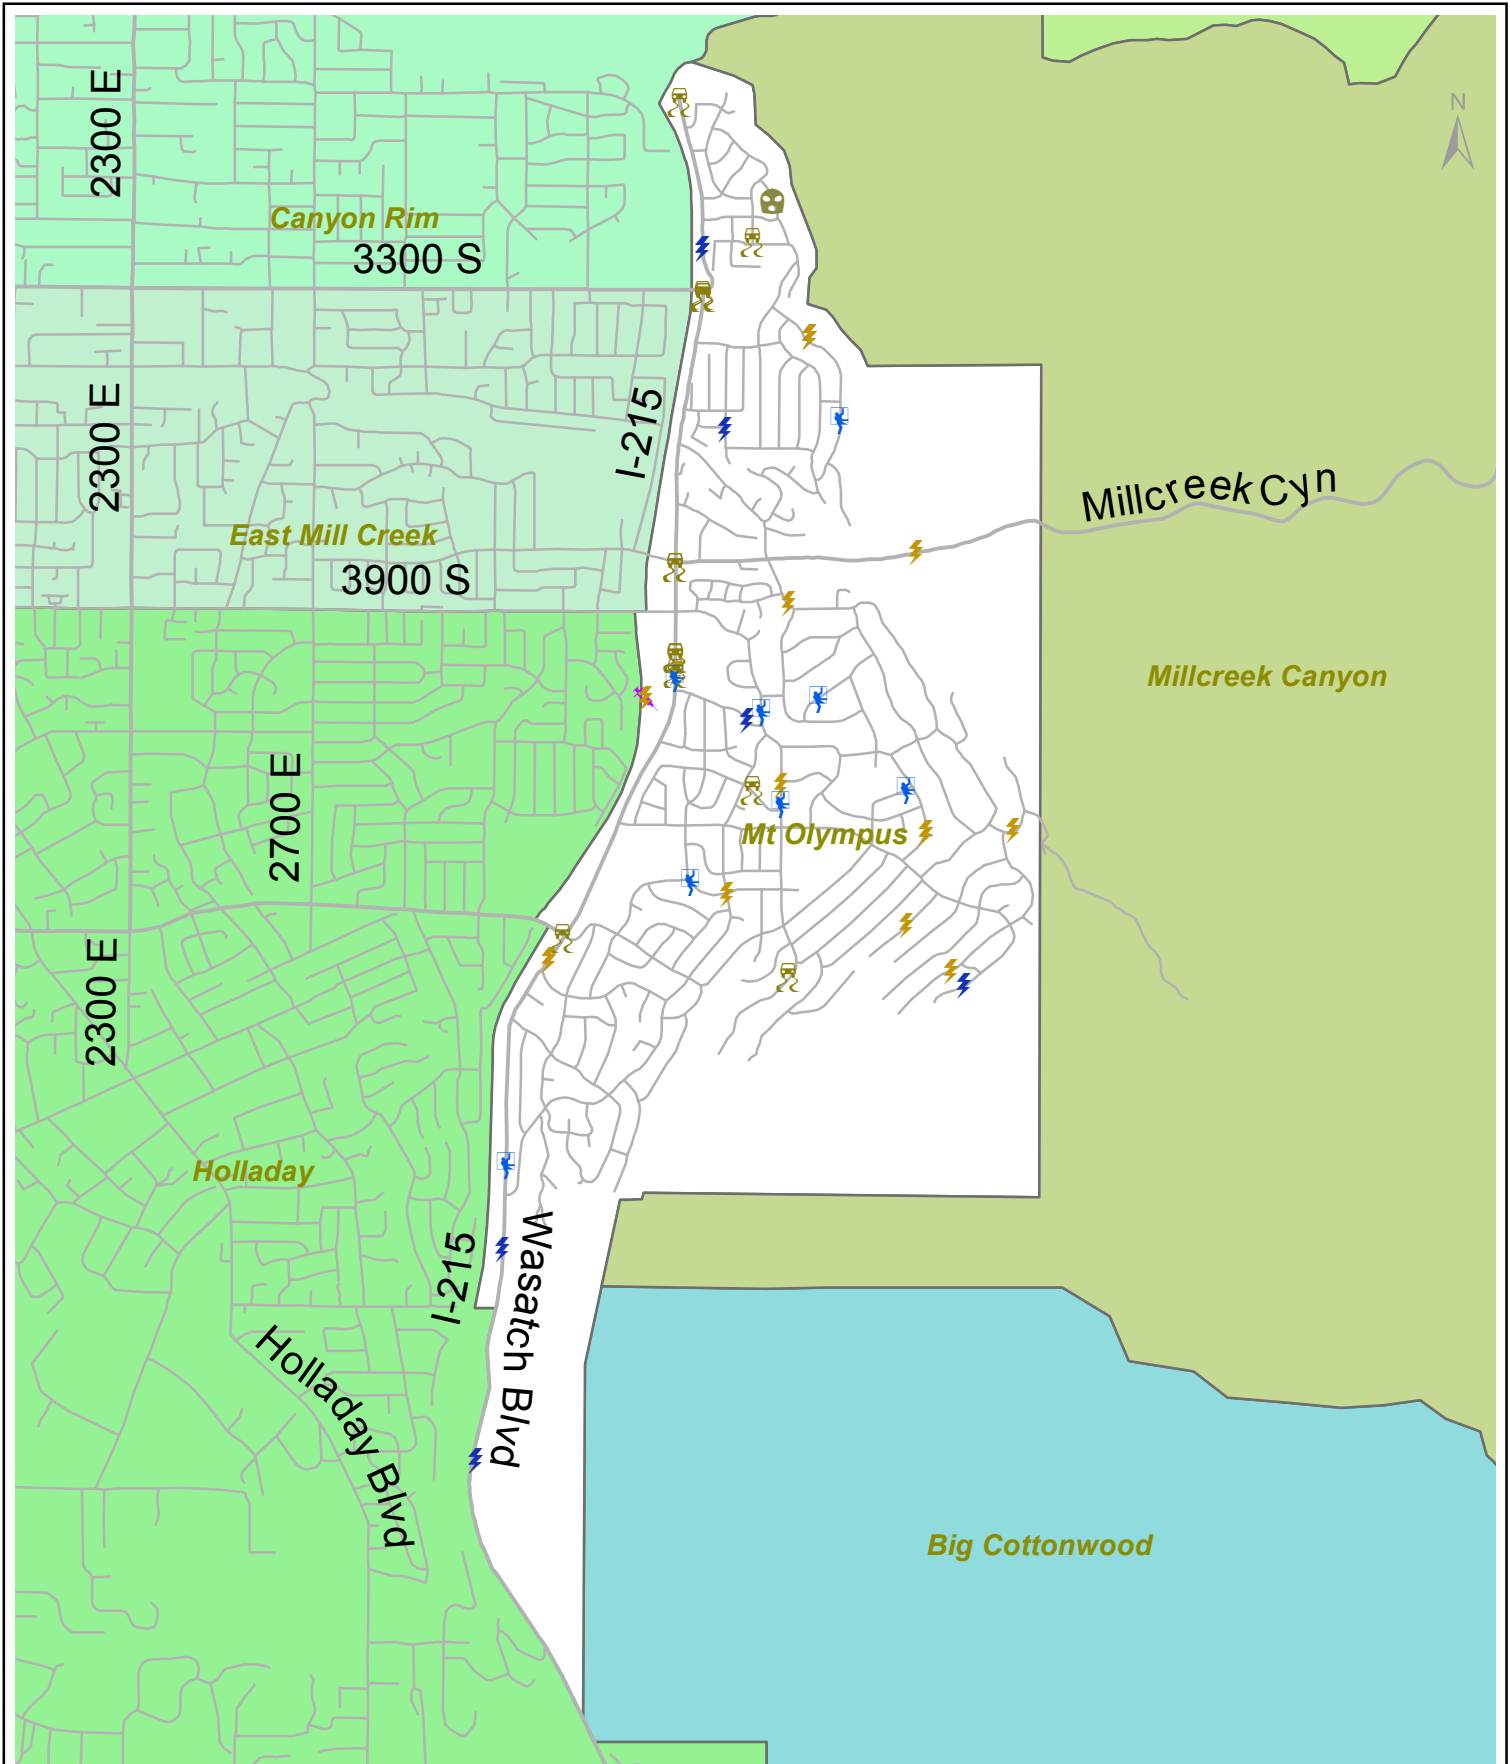 N
2300 E
Canyon Rim
3300 S
2300 E
I-215
Millcreek Cyn
East Mill Creek
3900 S
Millcreek Canyon
2700 E
Mt Olympus
2300 E
Holladay
I-215
Wasatch Blvd
Holladay Blvd
Big Cottonwood